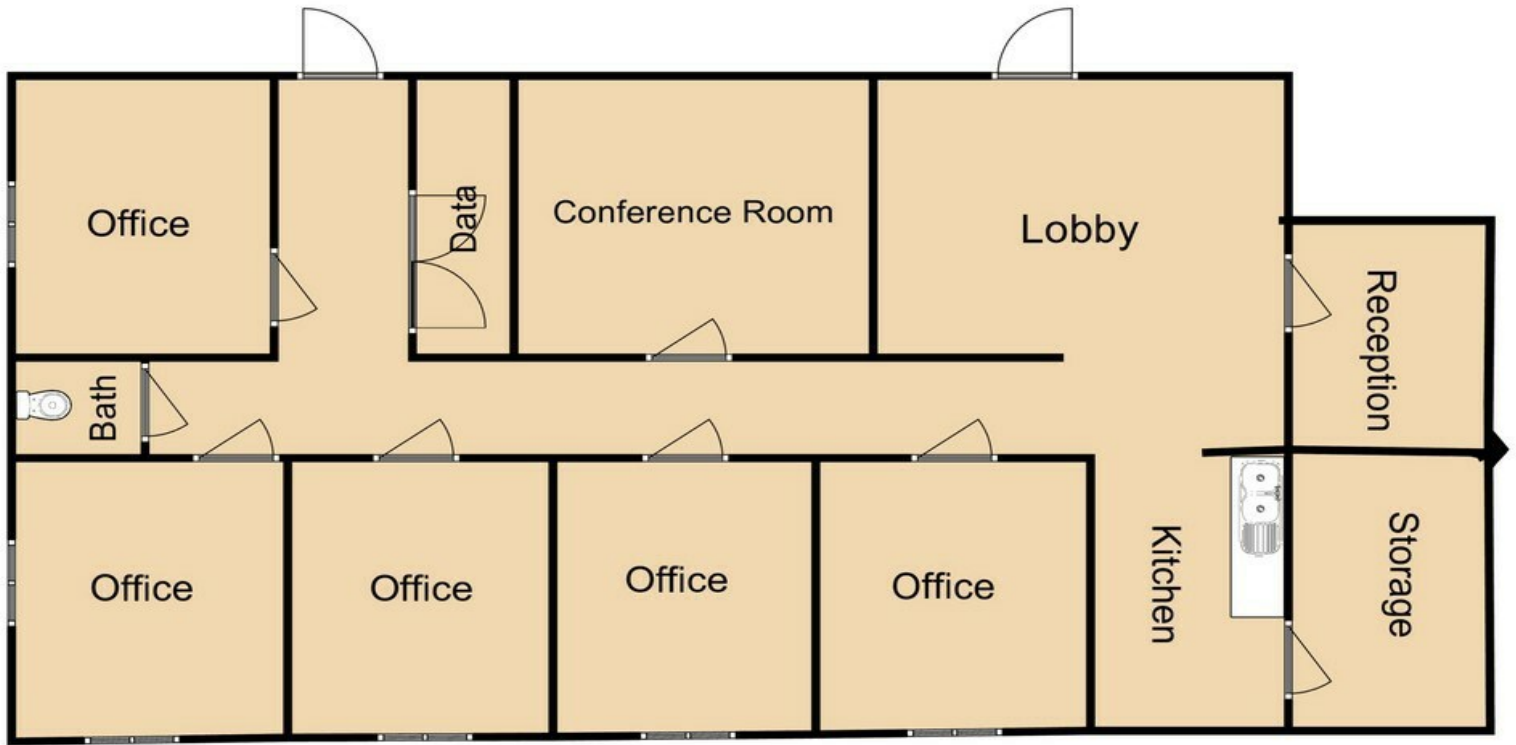 Office
Data
Conference Room
Lobby
Reception
Bath
Office
Office
Office
Office
Kitchen
Storage